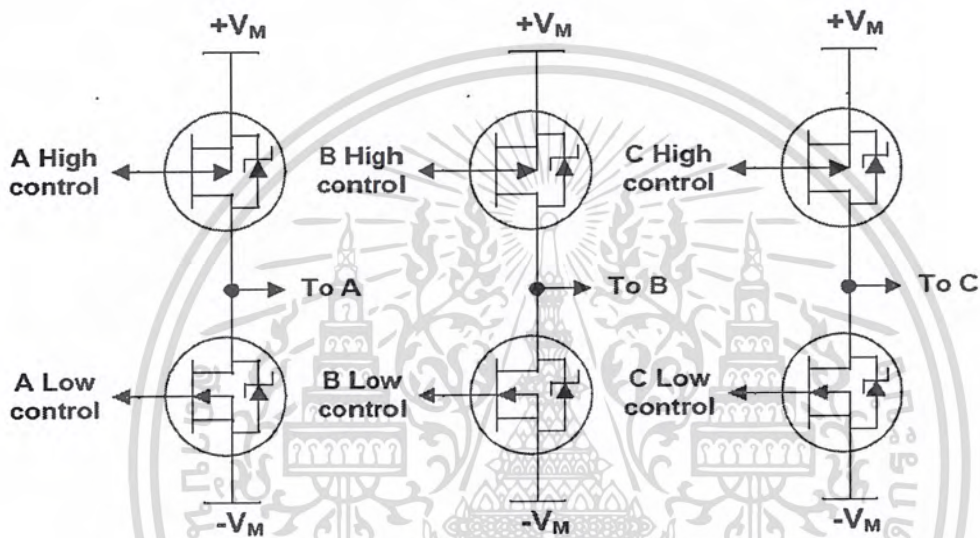 +VM +VM +VM
A High control
B High control
C High control
To A To B To C
A Low control
B Low control
C Low control
-VM -VM -VM